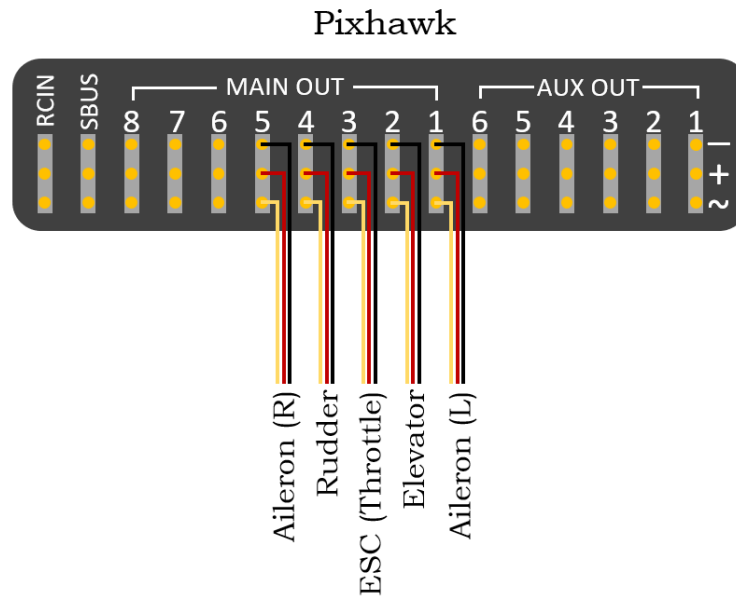 Pixhawk
RCIN
SBUS
MAIN OUT
AUX OUT
8 7 6 5 4 3 2 1 6 5 4 3 2 1
−
+
~
Aileron (R)
Rudder
ESC (Throttle)
Elevator
Aileron (L)